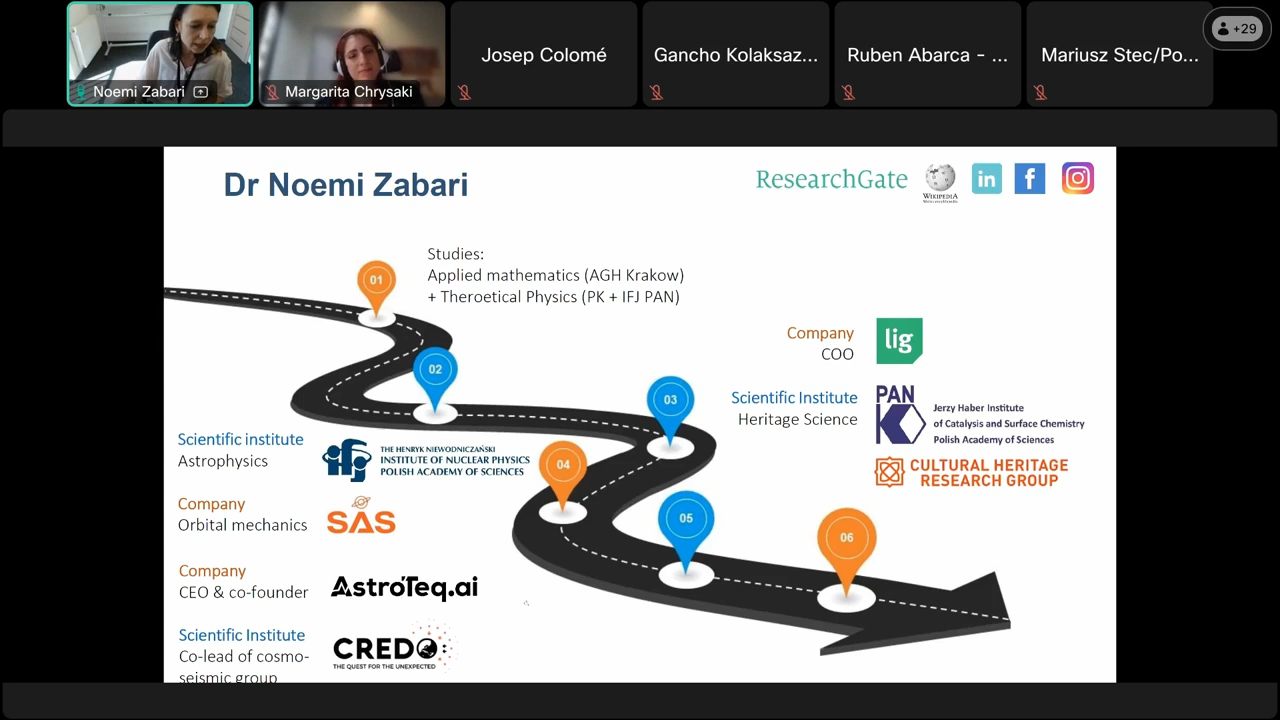 Noemi Zabari
Margarita Chrysaki
Josep Colomé
Gancho Kolaksaz...
Ruben Abarca - ...
Mariusz Stec/Po...
+29
Dr Noemi Zabari
ResearchGate
WIKIPEDIA
in
f
Studies:
Applied mathematics (AGH Krakow)
+ Theroetical Physics (PK + IFJ PAN)
01
02
03
04
05
06
Company
COO
lig
Scientific Institute
Heritage Science
PAN
Jerzy Haber Institute
of Catalysis and Surface Chemistry
Polish Academy of Sciences
CULTURAL HERITAGE
RESEARCH GROUP
Scientific institute
Astrophysics
ifj
THE HENRYK NIEWODNICZAŃSKI
INSTITUTE OF NUCLEAR PHYSICS
POLISH ACADEMY OF SCIENCES
Company
Orbital mechanics
SAS
Company
CEO & co-founder
AstroTeq.ai
Scientific Institute
Co-lead of cosmo-
seismic group
CREDO
THE QUEST FOR THE UNEXPECTED